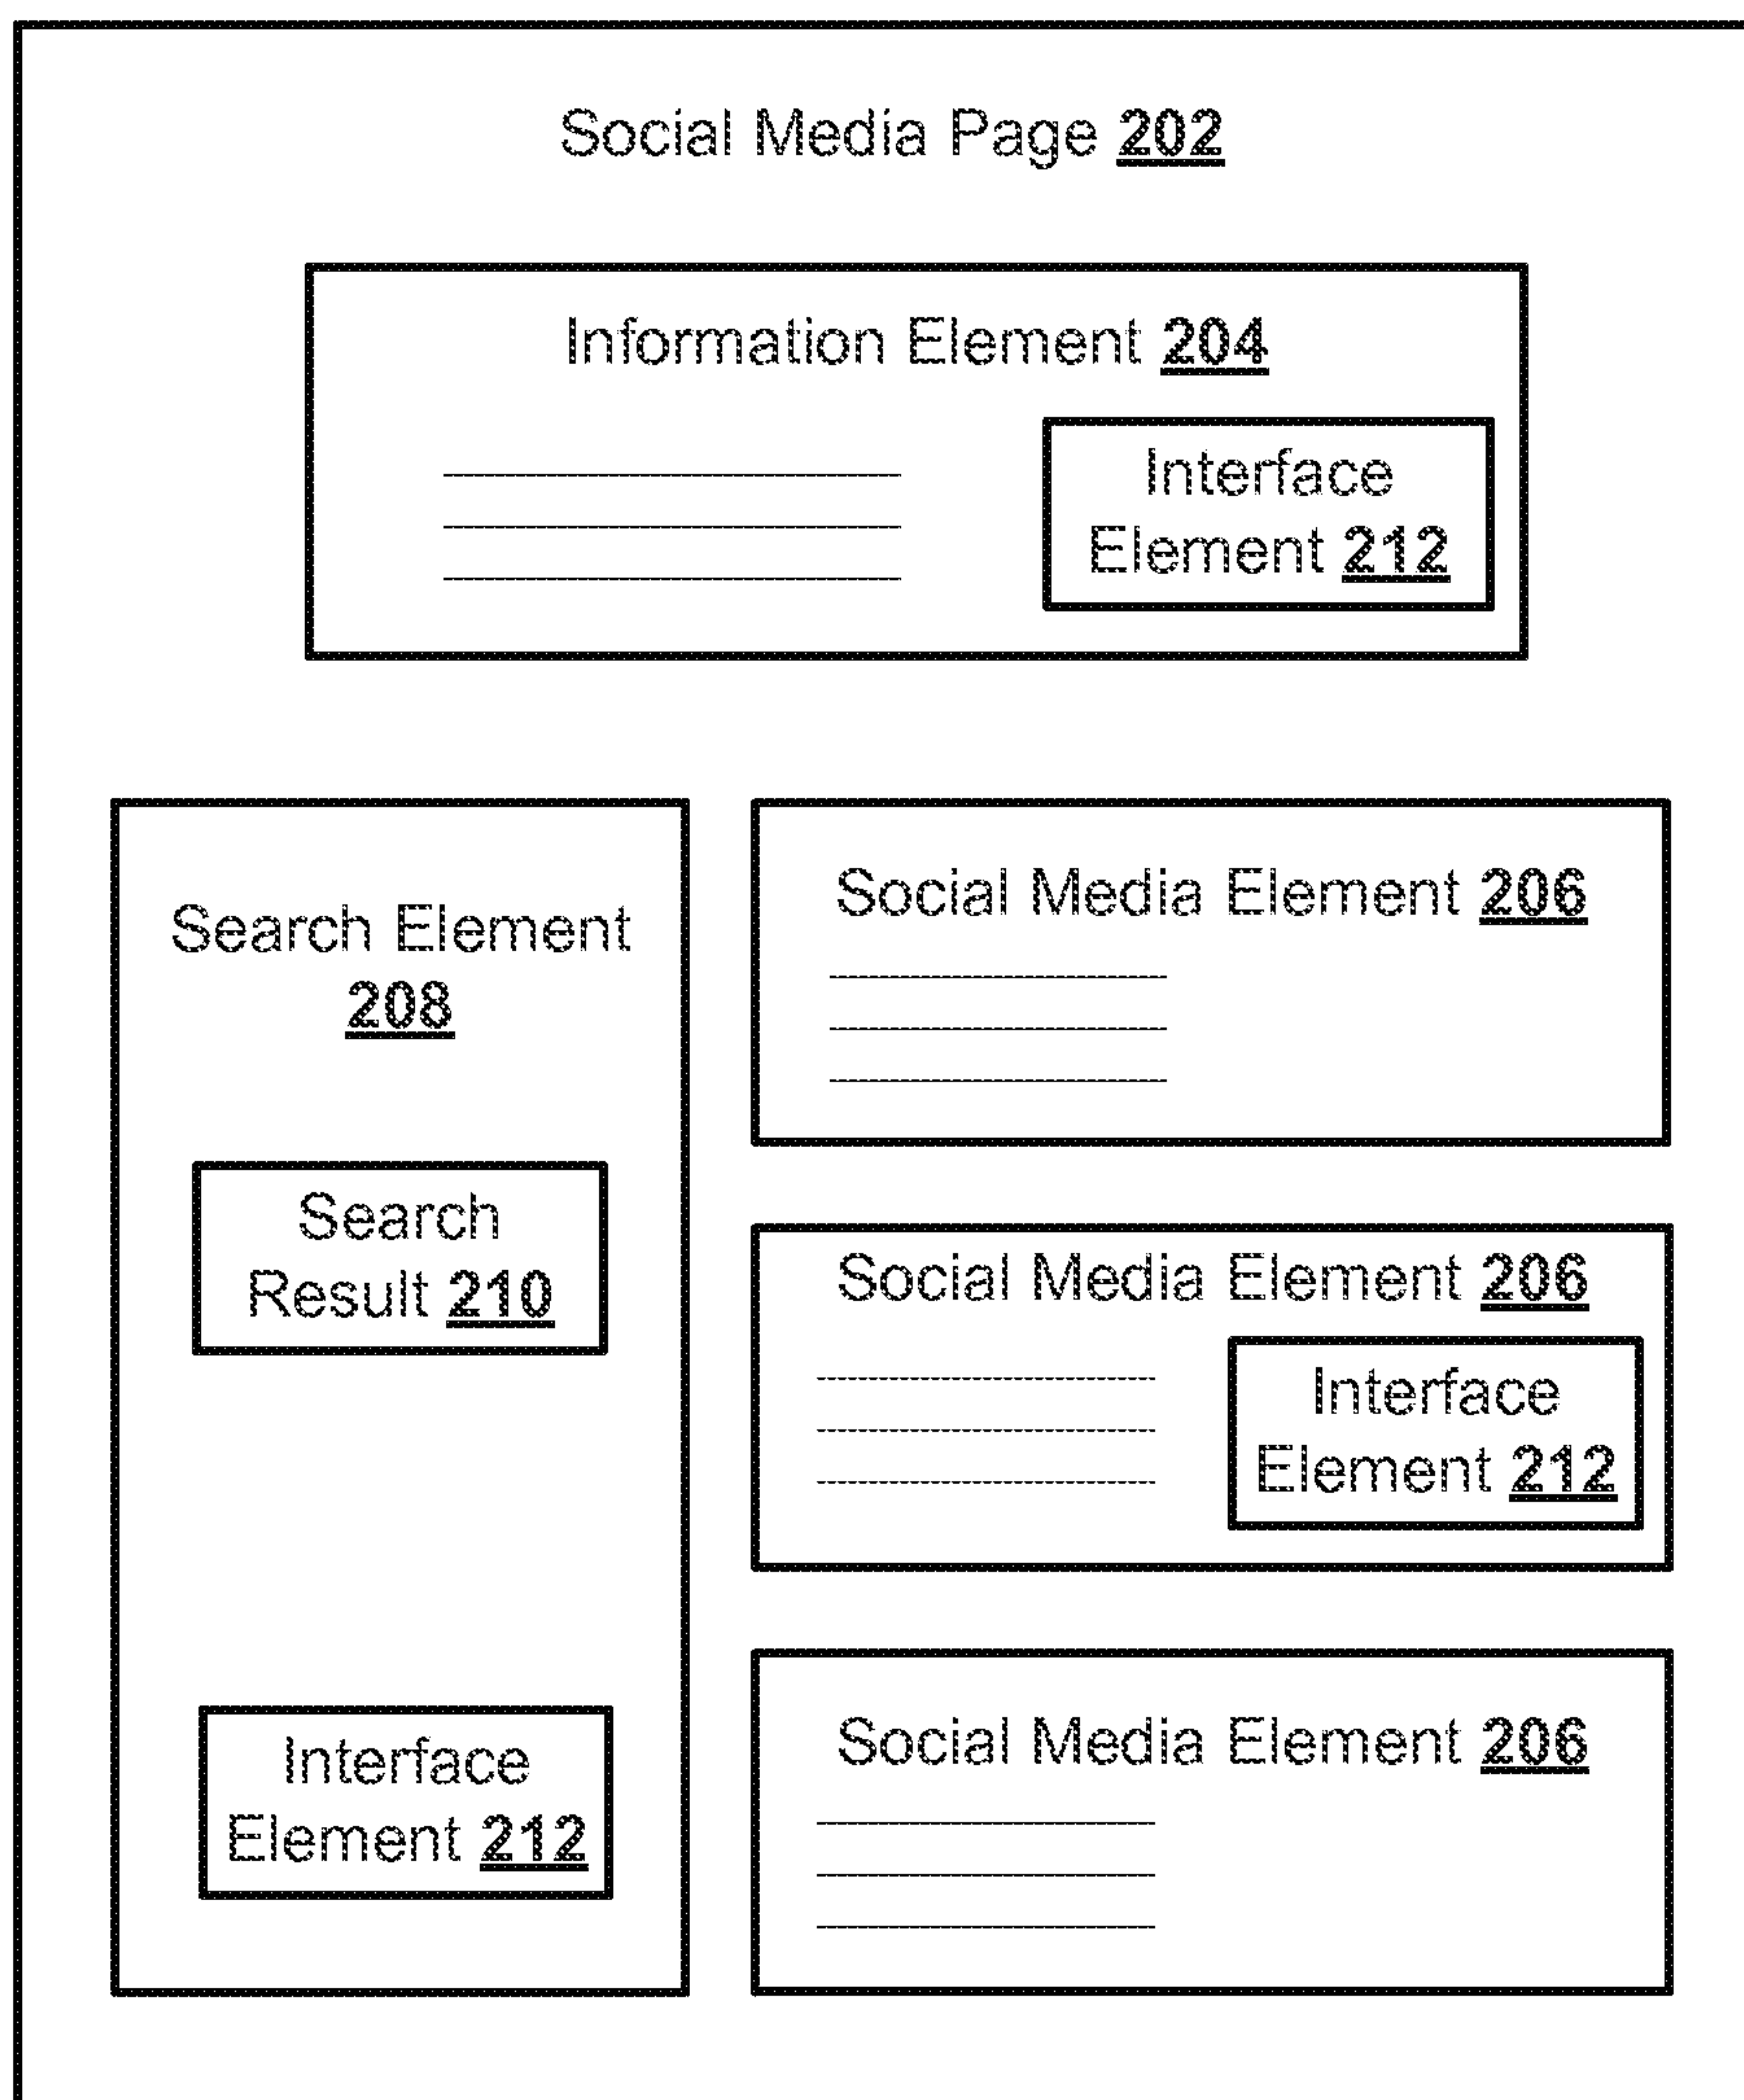 Social Media Page 202
Information Element 204
Interface
Element 212
Search Element
208
Search
Result 210
Interface
Element 212
Social Media Element 206
Social Media Element 206
Interface
Element 212
Social Media Element 206